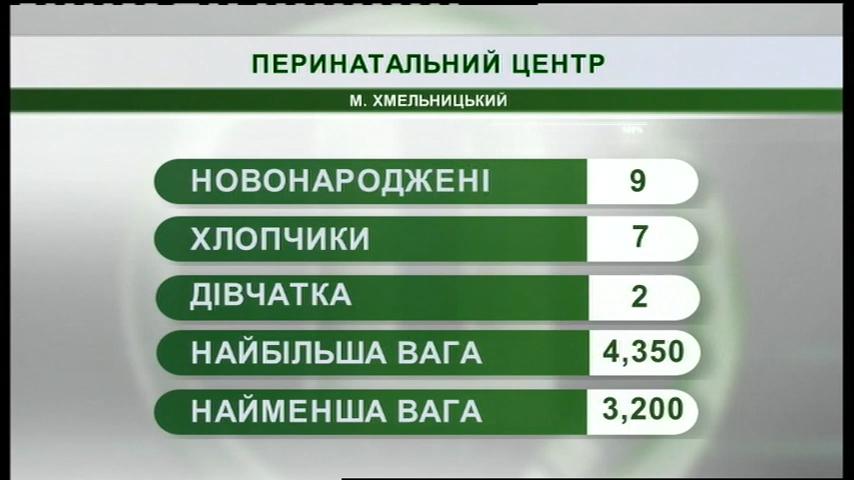 ПЕРИНАТАЛЬНИЙ ЦЕНТР
М. ХМЕЛЬНИЦЬКИЙ
НОВОНАРОДЖЕНІ 9
ХЛОПЧИКИ 7
ДІВЧАТКА 2
НАЙБІЛЬША ВАГА 4,350
НАЙМЕНША ВАГА 3,200